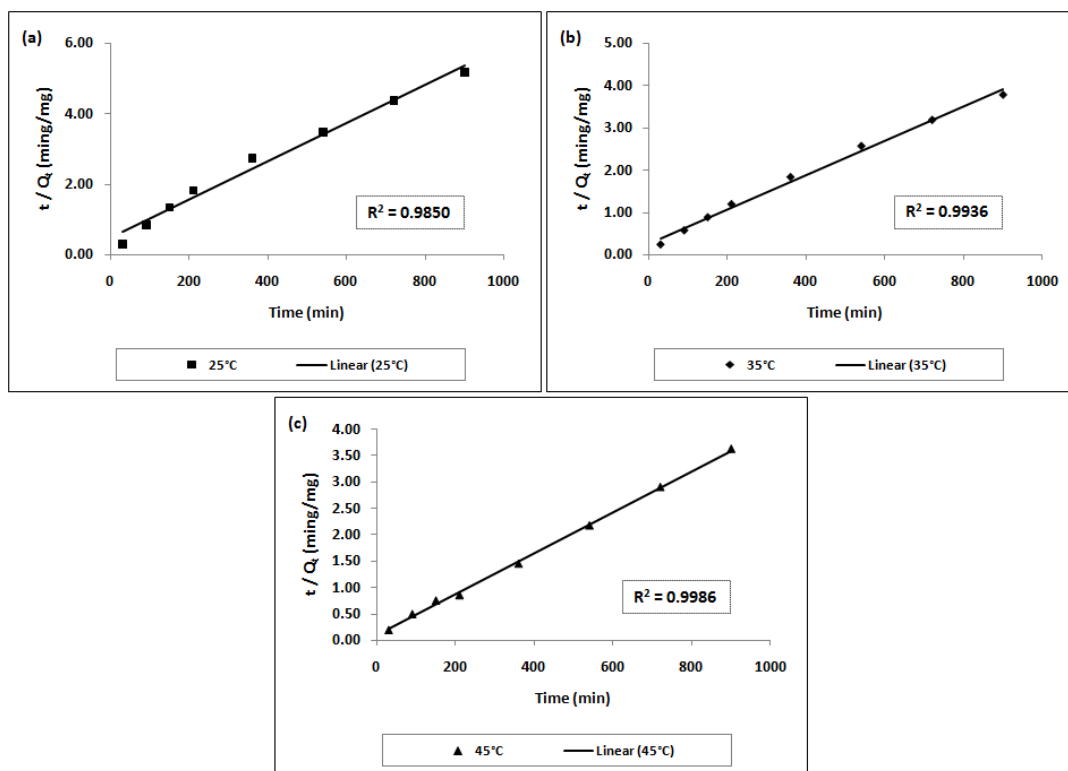 (a)
6.00
4.00
2.00
0.00
t / Qt (ming/mg)
R² = 0.9850
0 200 400 600 800 1000
Time (min)
25°C Linear (25°C)
(b)
5.00
4.00
3.00
2.00
1.00
0.00
t / Qt (ming/mg)
R² = 0.9936
0 200 400 600 800 1000
Time (min)
35°C Linear (35°C)
(c)
4.00
3.50
3.00
2.50
2.00
1.50
1.00
0.50
0.00
t / Qt (ming/mg)
R² = 0.9986
0 200 400 600 800 1000
Time (min)
45°C Linear (45°C)